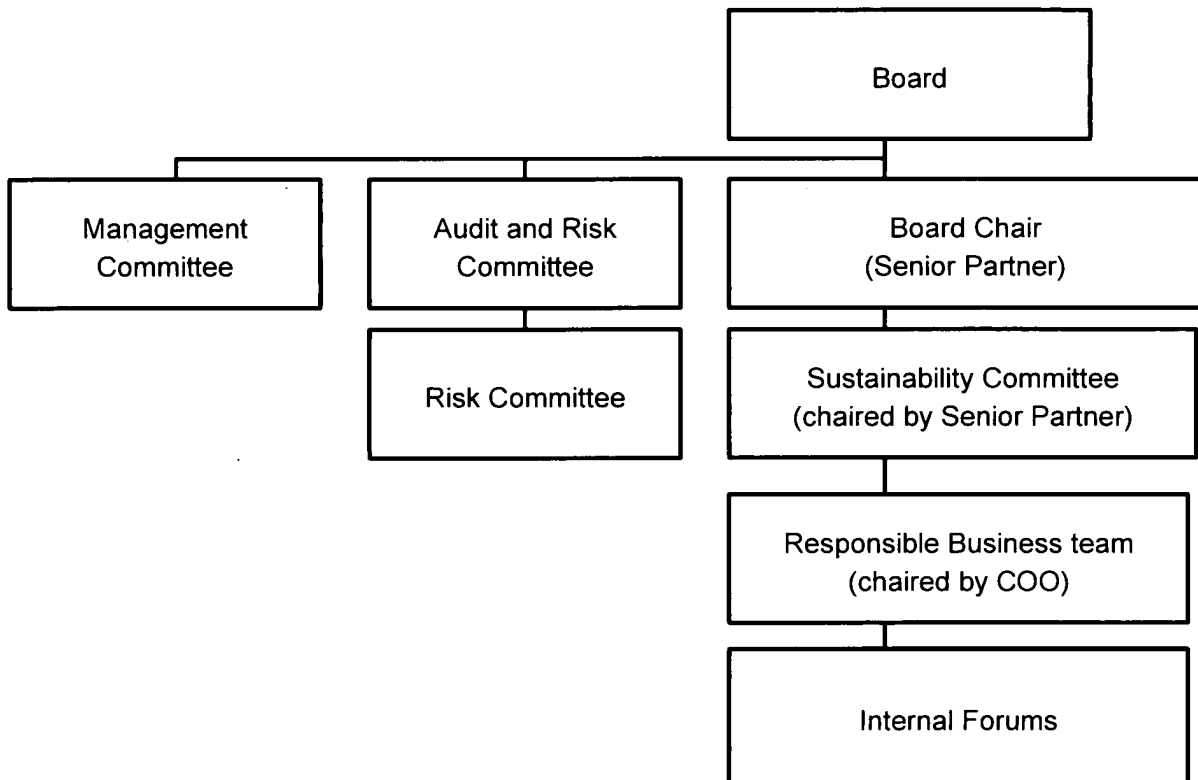 Board
Management
Committee
Audit and Risk
Committee
Board Chair
(Senior Partner)
Risk Committee
Sustainability Committee
(chaired by Senior Partner)
Responsible Business team
(chaired by COO)
Internal Forums